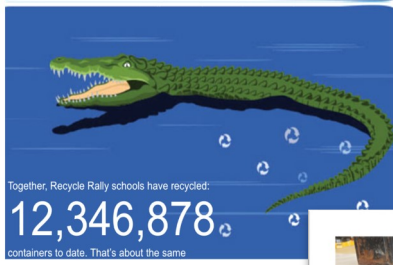 Together, Recycle Rally schools have recycled:
12,346,878
containers to date. That's about the same